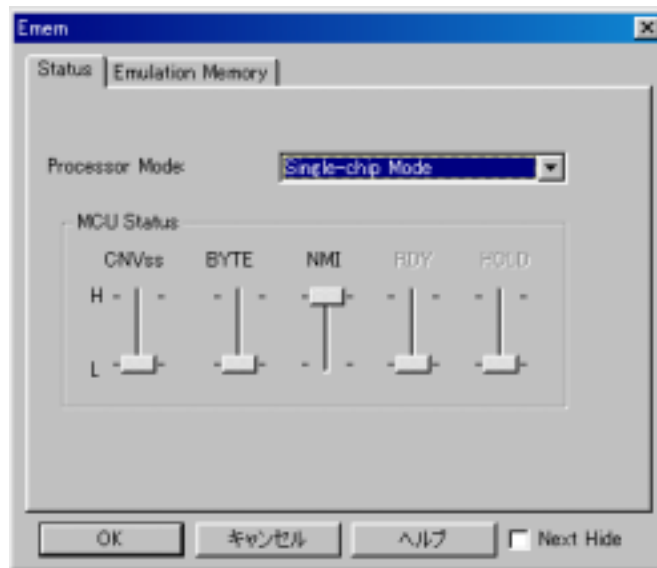 Emem
Status Emulation Memory
Processor Mode: Single-chip Mode
MCU Status
CNVss BYTE NMI RDY HOLD
H
L
OK キャンセル ヘルプ Next Hide